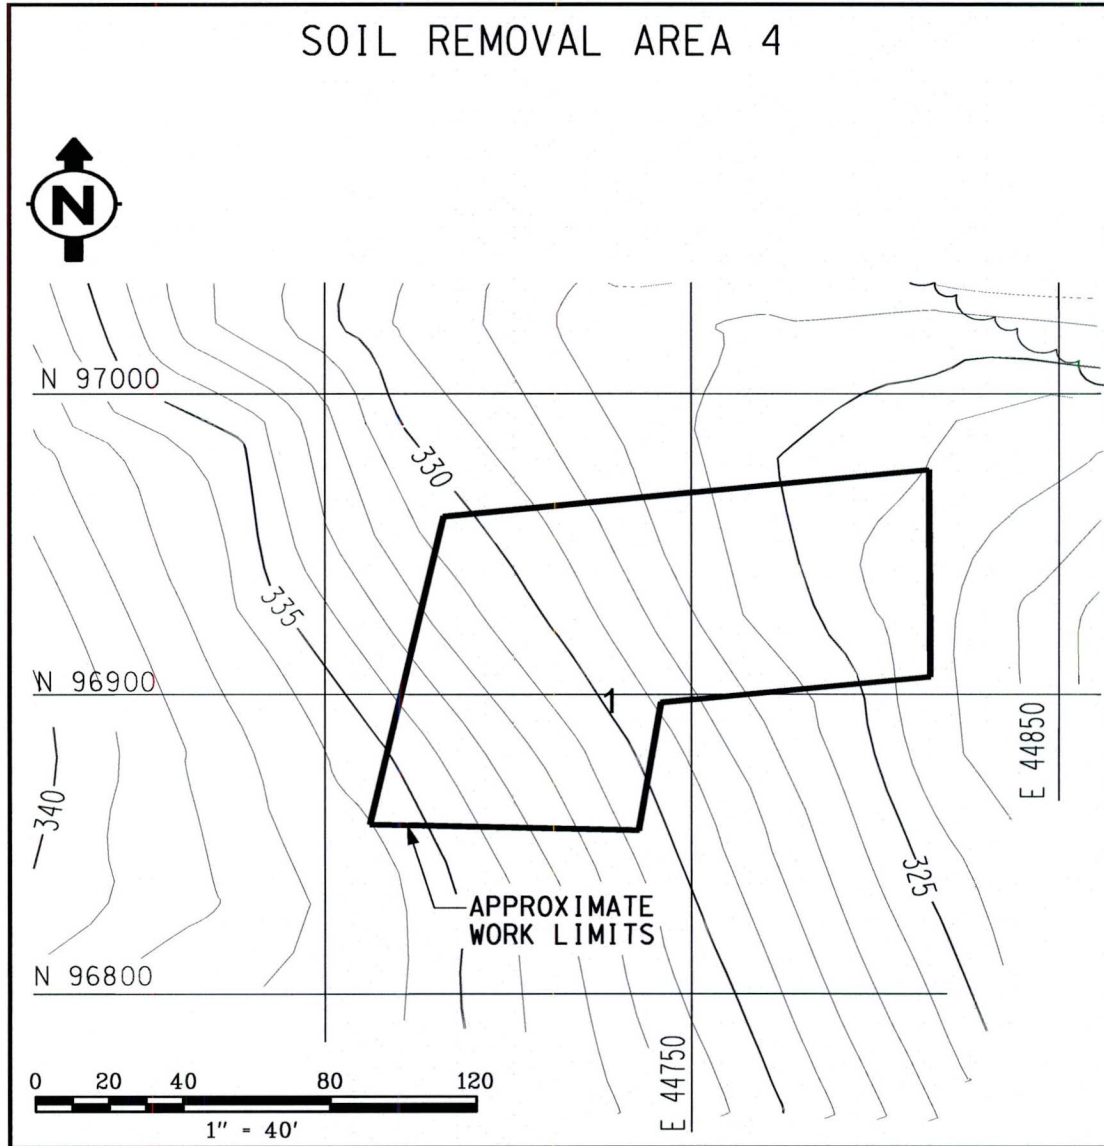 SOIL REMOVAL AREA 4
N
N 97000
330
335
N 96900
1
E 44850
340
325
APPROXIMATE
WORK LIMITS
N 96800
E 44750
0 20 40 80 120
1" = 40'